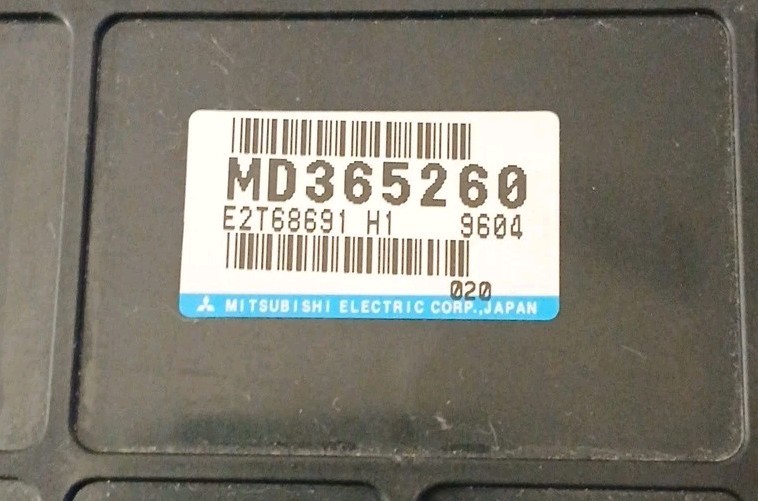 MD365260
E2T68691 H1 9604
020
MITSUBISHI ELECTRIC CORP.,JAPAN